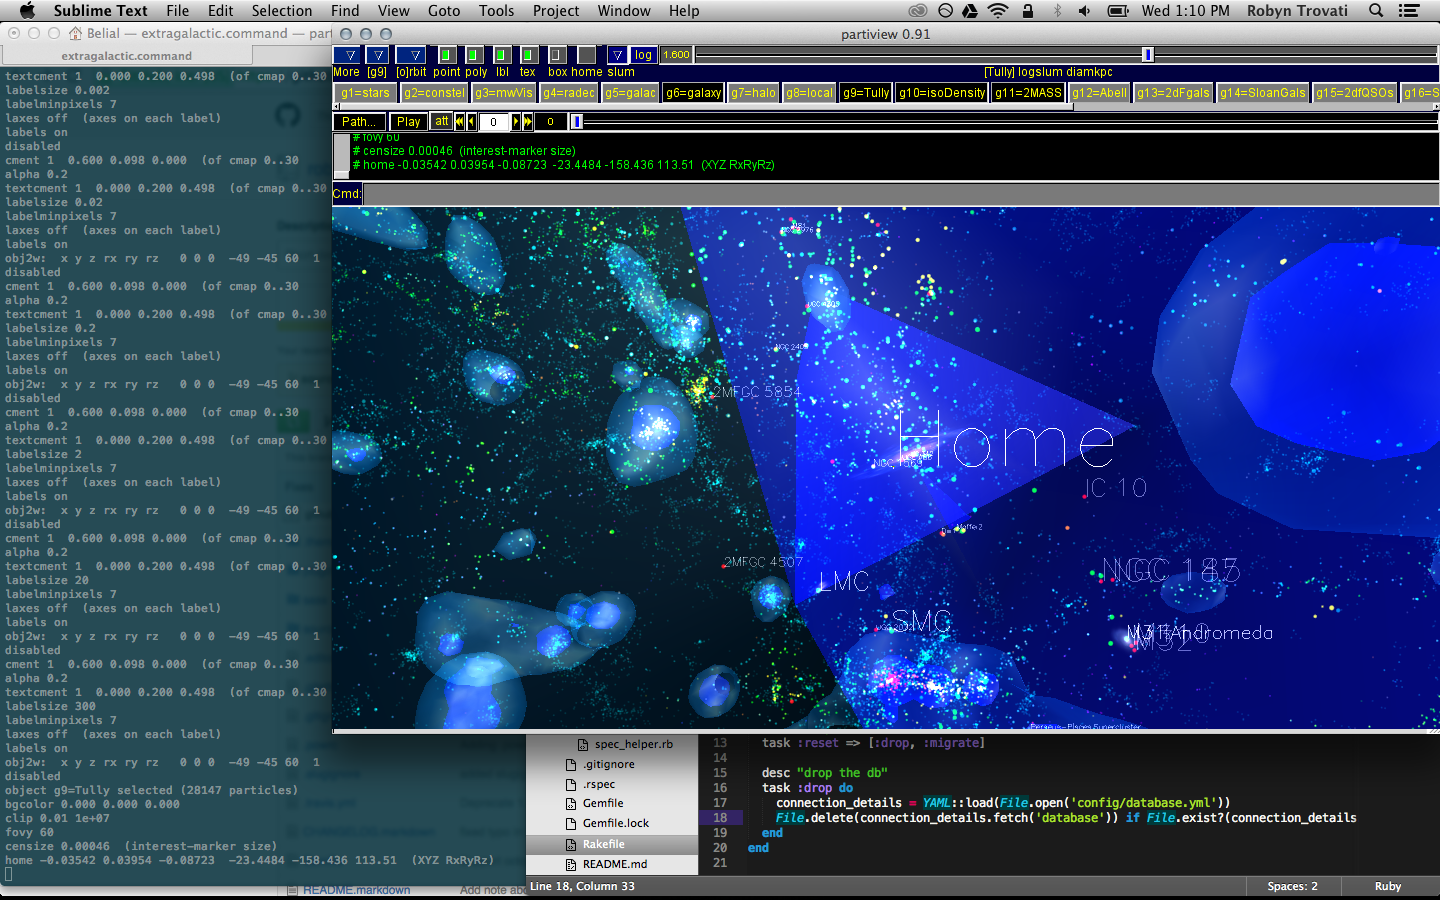 Sublime Text File Edit Selection Find View Goto Tools Project Window Help Wed 1:10 PM Robyn Trovati
Belial — extragalactic.command — par
extragalactic.command
textcment 1 0.000 0.200 0.498 (of cmap 0..30
labelsize 0.002
labelminpixels 7
laxes off (axes on each label)
labels on
disabled
cment 1 0.600 0.098 0.000 (of cmap 0..30
alpha 0.2
textcment 1 0.000 0.200 0.498 (of cmap 0..30
labelsize 0.02
labelminpixels 7
laxes off (axes on each label)
labels on
obj2w: x y z rx ry rz 0 0 0 -49 -45 60 1
disabled
cment 1 0.600 0.098 0.000 (of cmap 0..30
alpha 0.2
textcment 1 0.000 0.200 0.498 (of cmap 0..30
labelsize 0.2
labelminpixels 7
laxes off (axes on each label)
labels on
obj2w: x y z rx ry rz 0 0 0 -49 -45 60 1
disabled
cment 1 0.600 0.098 0.000 (of cmap 0..30
alpha 0.2
textcment 1 0.000 0.200 0.498 (of cmap 0..30
labelsize 2
labelminpixels 7
laxes off (axes on each label)
labels on
obj2w: x y z rx ry rz 0 0 0 -49 -45 60 1
disabled
cment 1 0.600 0.098 0.000 (of cmap 0..30
alpha 0.2
textcment 1 0.000 0.200 0.498 (of cmap 0..30
labelsize 20
labelminpixels 7
laxes off (axes on each label)
labels on
obj2w: x y z rx ry rz 0 0 0 -49 -45 60 1
disabled
cment 1 0.600 0.098 0.000 (of cmap 0..30
alpha 0.2
textcment 1 0.000 0.200 0.498 (of cmap 0..30
labelsize 300
labelminpixels 7
laxes off (axes on each label)
labels on
obj2w: x y z rx ry rz 0 0 0 -49 -45 60 1
disabled
object g9=Tully selected (28147 particles)
bgcolor 0.000 0.000 0.000
clip 0.01 1e+07
fovy 60
censize 0.00046 (interest-marker size)
home -0.03542 0.03954 -0.08723 -23.4484 -158.436 113.51 (XYZ RxRyRz)
README.markdown Add note abo
partiview 0.91
log 1.600
More [g9] [o]rbit point poly lbl tex box home slum [Tully] logslum diamkpc
g1=stars g2=constel g3=mwVis g4=radec g5=galac g6=galaxy g7=halo g8=local g9=Tully g10=isoDensity g11=2MASS g12=Abell g13=2dFgals g14=SloanGals g15=2dfQSOs g16=S
Path... Play att 0 0
# fovy 60
# censize 0.00046 (interest-marker size)
# home -0.03542 0.03954 -0.08723 -23.4484 -158.436 113.51 (XYZ RxRyRz)
Cmd:
NGC 2403
2MFGC 5854
Home
NGC 1569
IC 10
Maffei 2
2MFGC 4507
NGC 185
LMC
SMC
M31 Andromeda
M32
Perseus-Pisces Supercluster
spec_helper.rb
.gitignore
.rspec
Gemfile
Gemfile.lock
Rakefile
README.md
13 task :reset => [:drop, :migrate]
14
15 desc "drop the db"
16 task :drop do
17 connection_details = YAML::load(File.open('config/database.yml'))
18 File.delete(connection_details.fetch('database')) if File.exist?(connection_details
19 end
20 end
21
Line 18, Column 33 Spaces: 2 Ruby